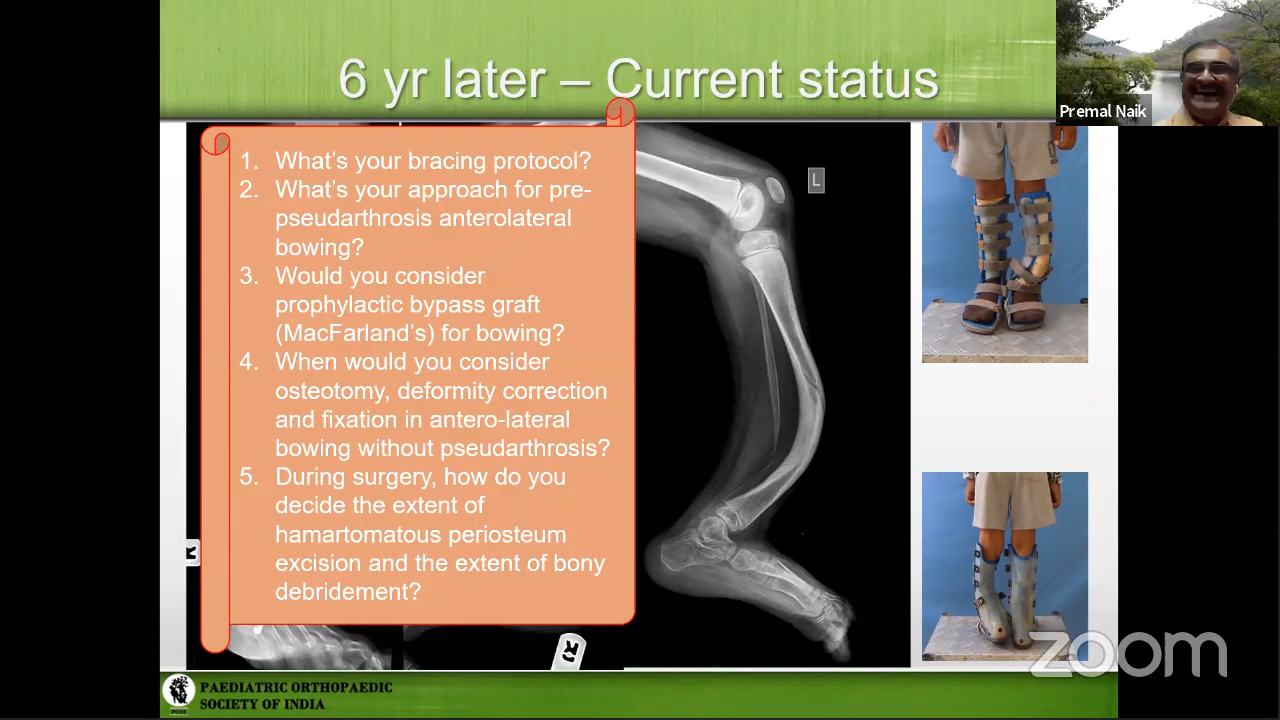 6 yr later – Current status
Premal Naik
1. What's your bracing protocol?
2. What's your approach for pre-
pseudarthrosis anterolateral
bowing?
3. Would you consider
prophylactic bypass graft
(MacFarland's) for bowing?
4. When would you consider
osteotomy, deformity correction
and fixation in antero-lateral
bowing without pseudarthrosis?
5. During surgery, how do you
decide the extent of
hamartomatous periosteum
excision and the extent of bony
debridement?
L
R
R
zoom
PAEDIATRIC ORTHOPAEDIC
SOCIETY OF INDIA